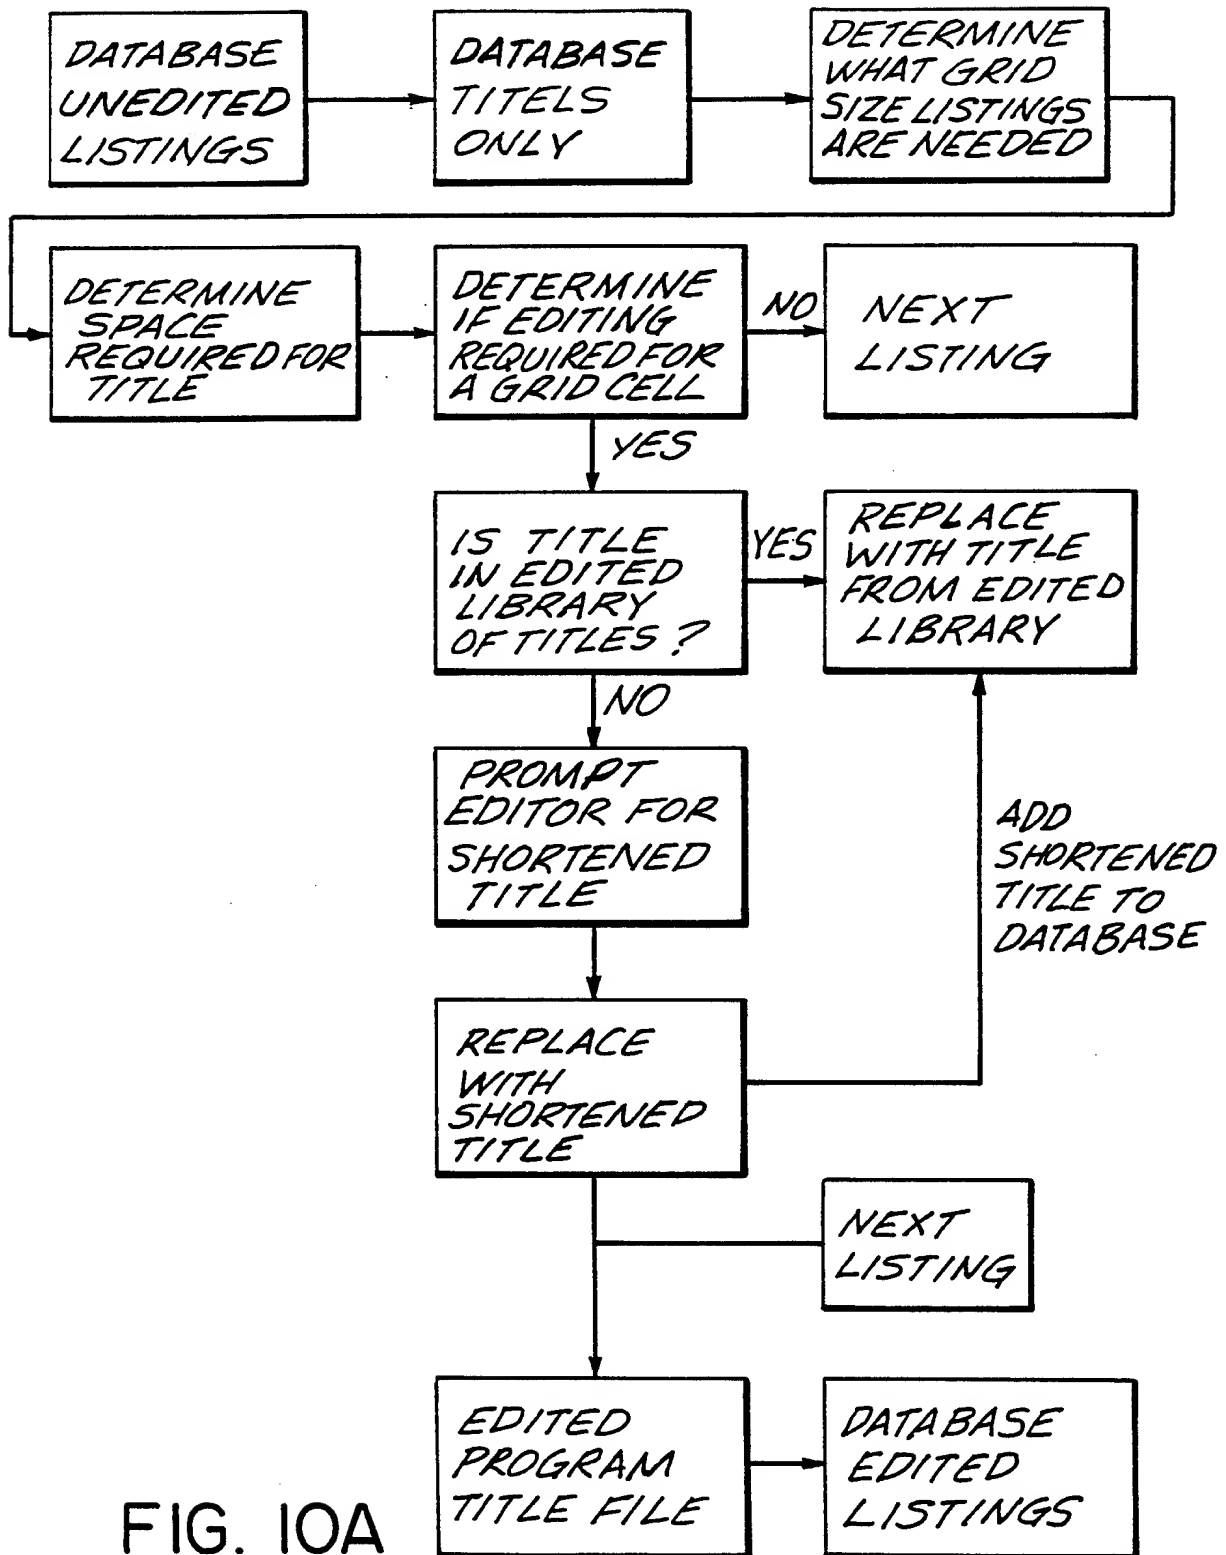 DATABASE
UNEDITED
LISTINGS
DATABASE
TITELS
ONLY
DETERMINE
WHAT GRID
SIZE LISTINGS
ARE NEEDED
DETERMINE
SPACE
REQUIRED FOR
TITLE
DETERMINE
IF EDITING
REQUIRED FOR
A GRID CELL
NO
NEXT
LISTING
YES
IS TITLE
IN EDITED
LIBRARY
OF TITLES?
YES
REPLACE
WITH TITLE
FROM EDITED
LIBRARY
NO
PROMPT
EDITOR FOR
SHORTENED
TITLE
ADD
SHORTENED
TITLE TO
DATABASE
REPLACE
WITH
SHORTENED
TITLE
NEXT
LISTING
EDITED
PROGRAM
TITLE FILE
DATABASE
EDITED
LISTINGS
FIG. 10A